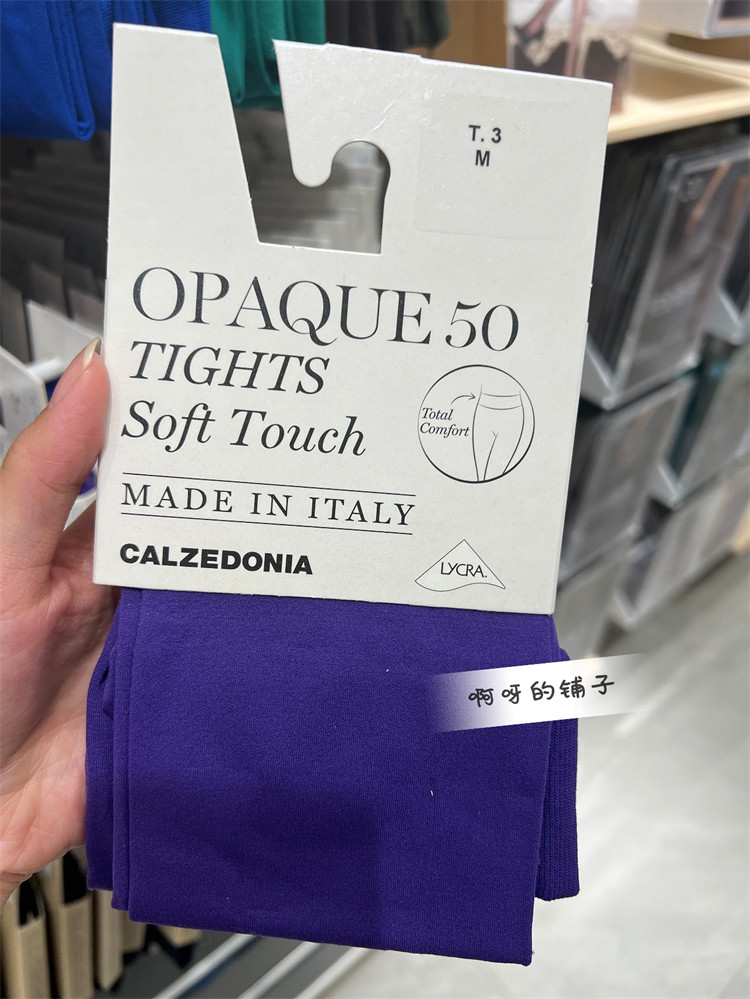 T. 3
M
OPAQUE 50
TIGHTS
Soft Touch
Total
Comfort
MADE IN ITALY
CALZEDONIA
LYCRA.
啊呀的铺子